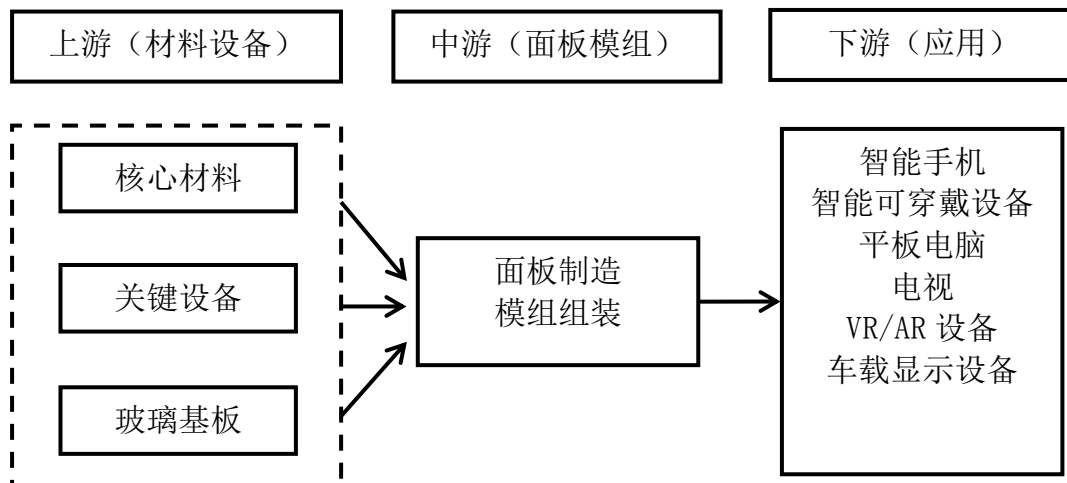 上游（材料设备）
中游（面板模组）
下游（应用）
核心材料
关键设备
玻璃基板
面板制造
模组组装
智能手机
智能可穿戴设备
平板电脑
电视
VR/AR 设备
车载显示设备